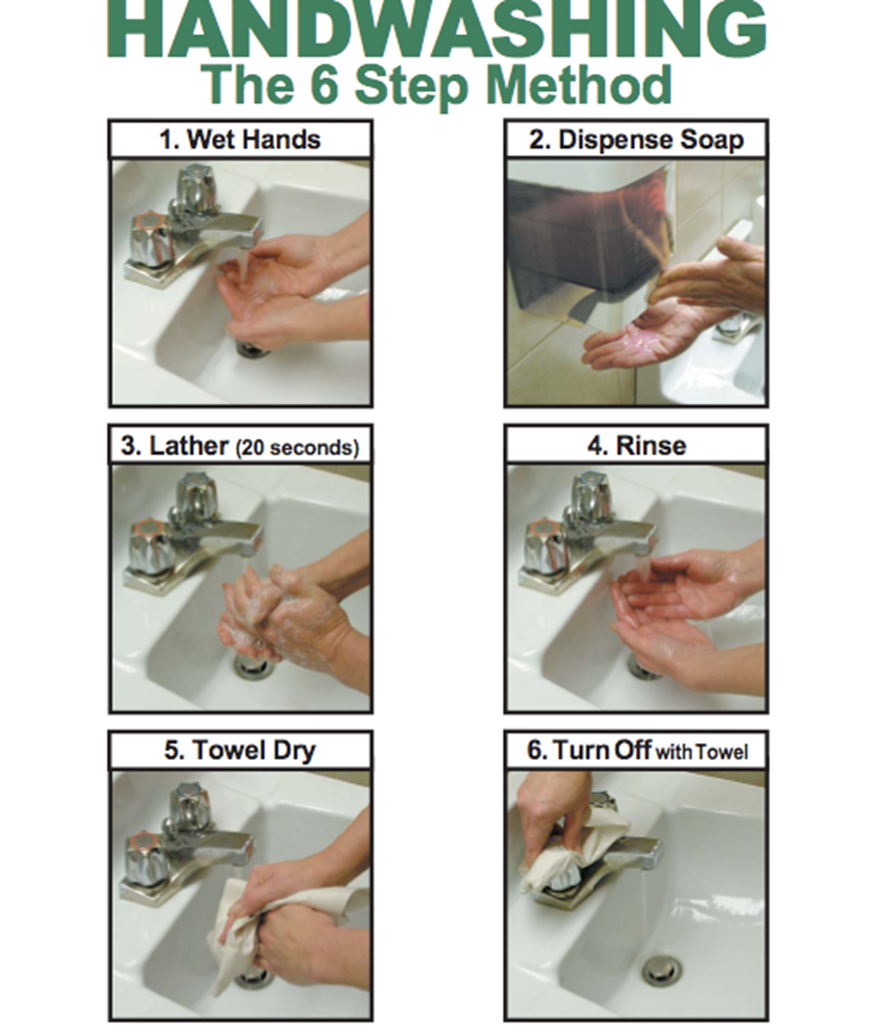 HANDWASHING
The 6 Step Method
1. Wet Hands
2. Dispense Soap
3. Lather (20 seconds)
4. Rinse
5. Towel Dry
6. Turn Off with Towel